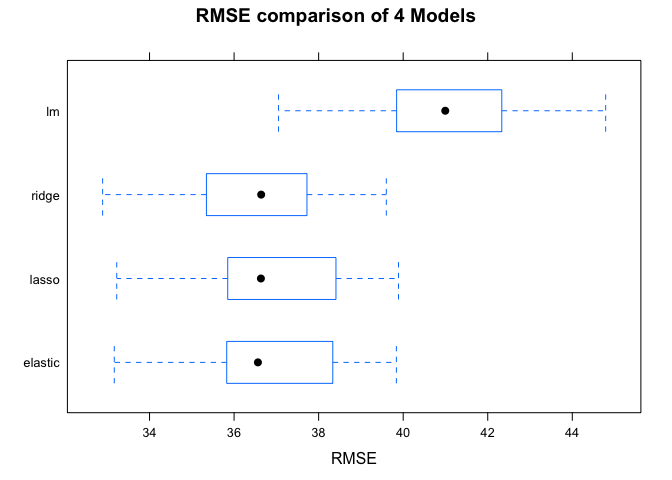 RMSE comparison of 4 Models
lm
ridge
lasso
elastic
34 36 38 40 42 44
RMSE